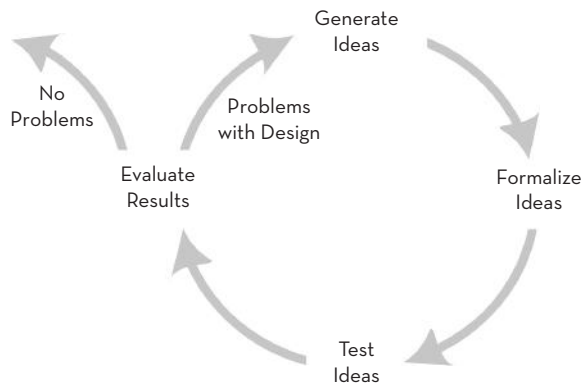 Generate
Ideas
No
Problems
Problems
with Design
Evaluate
Results
Formalize
Ideas
Test
Ideas